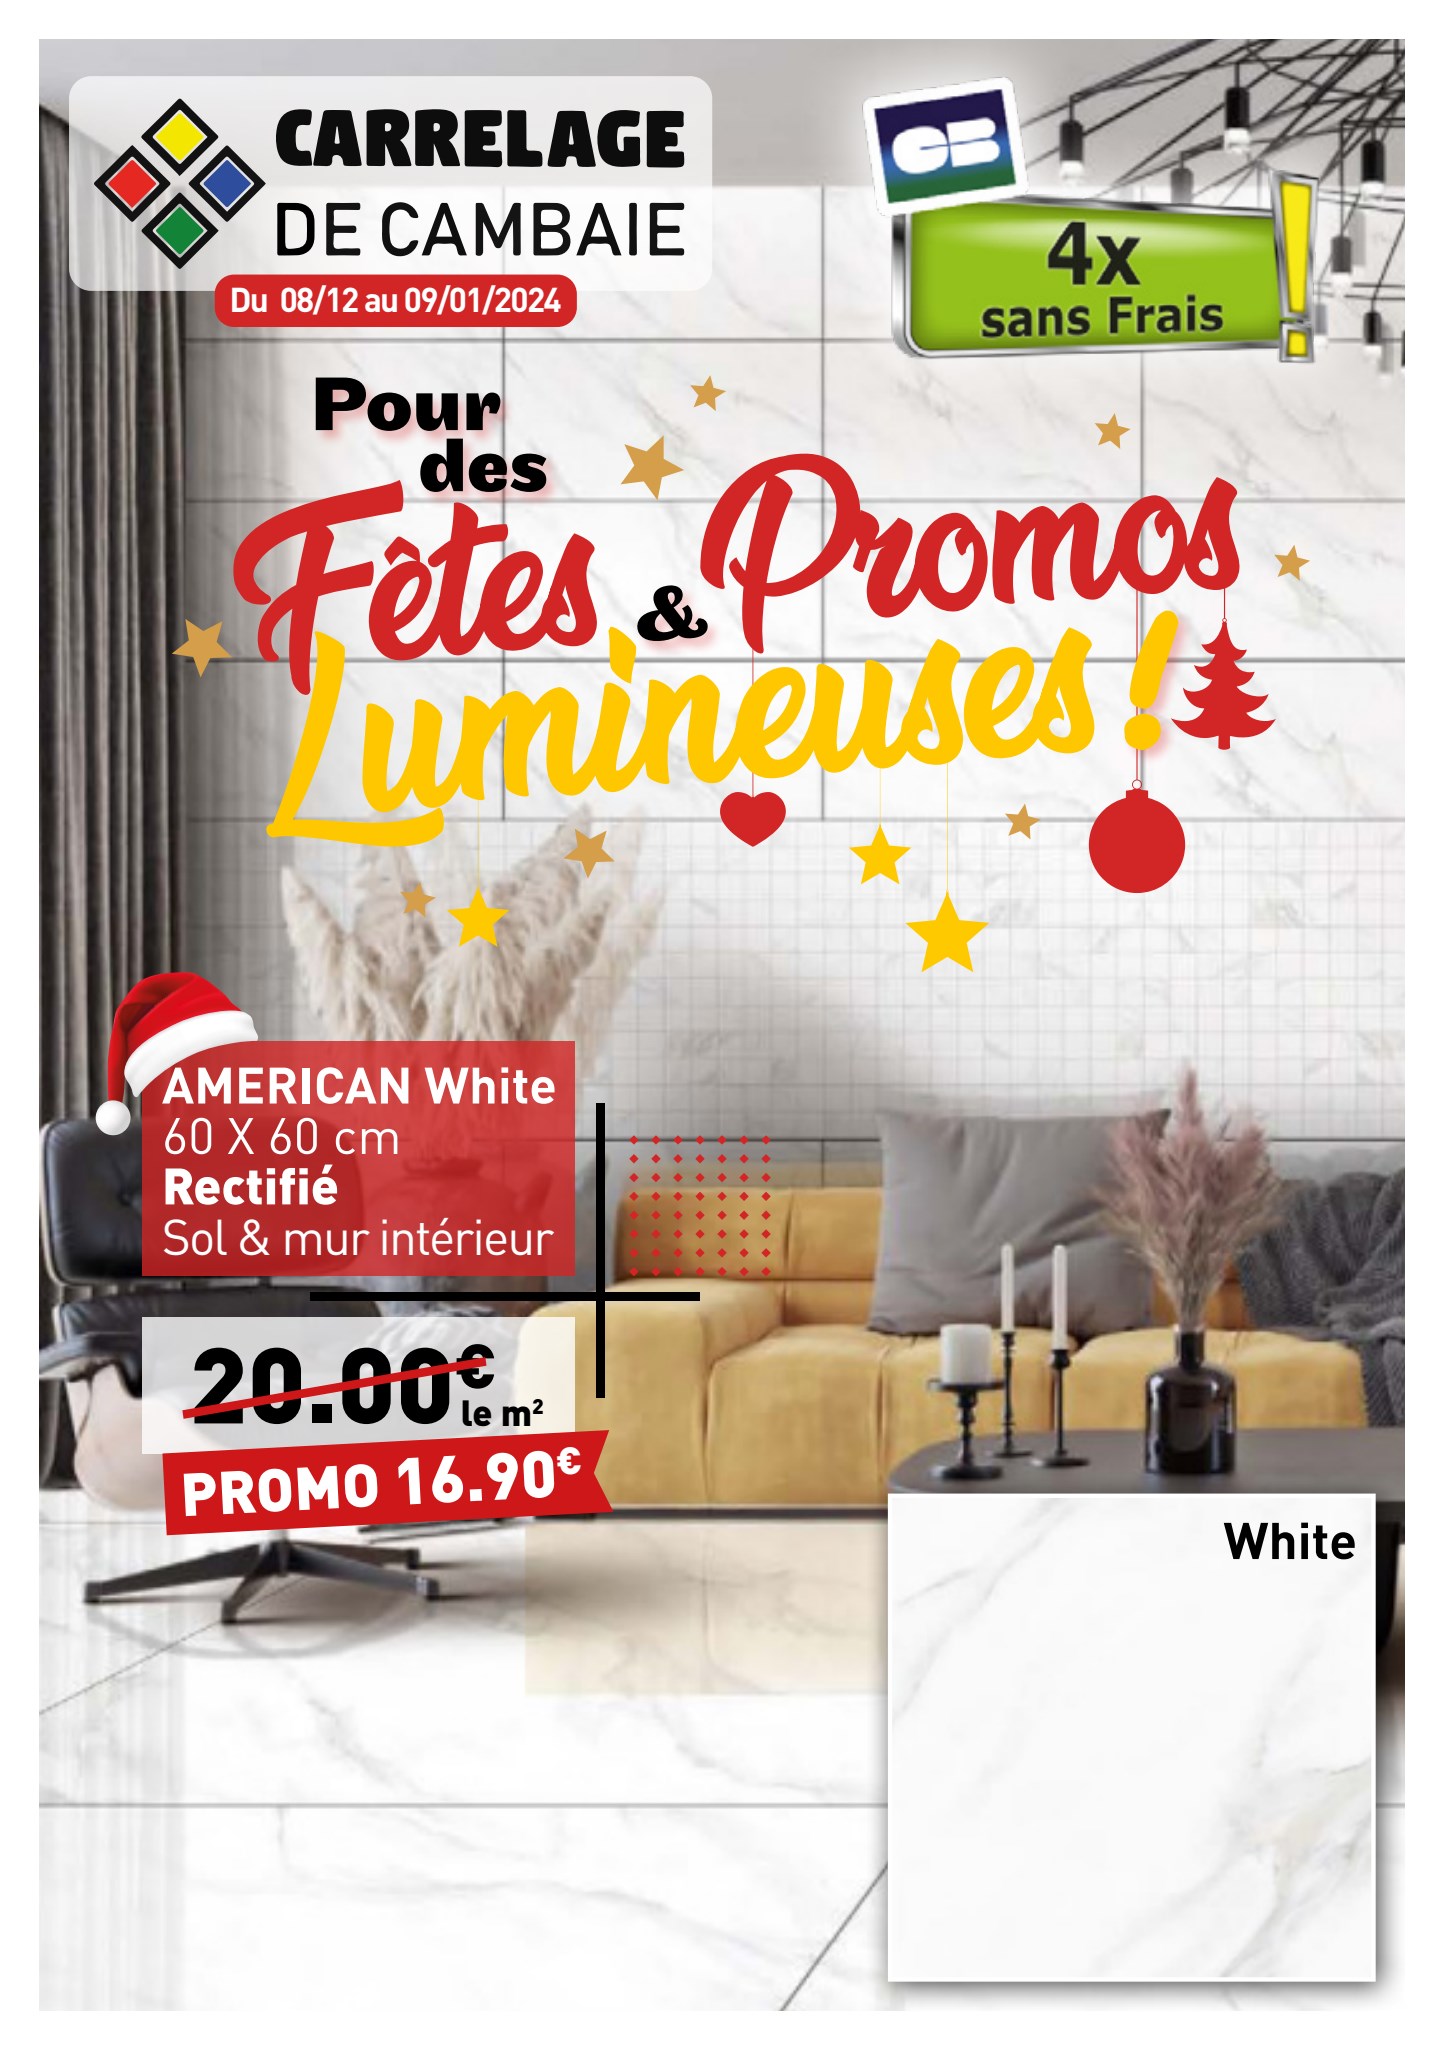 CARRELAGE
DE CAMBAIE
Du 08/12 au 09/01/2024
CB
4x
sans Frais
!
Pour
des
Fêtes & Promos
Lumineuses !
AMERICAN White
60 X 60 cm
Rectifié
Sol & mur intérieur
20.00€
le m²
PROMO 16.90€
White